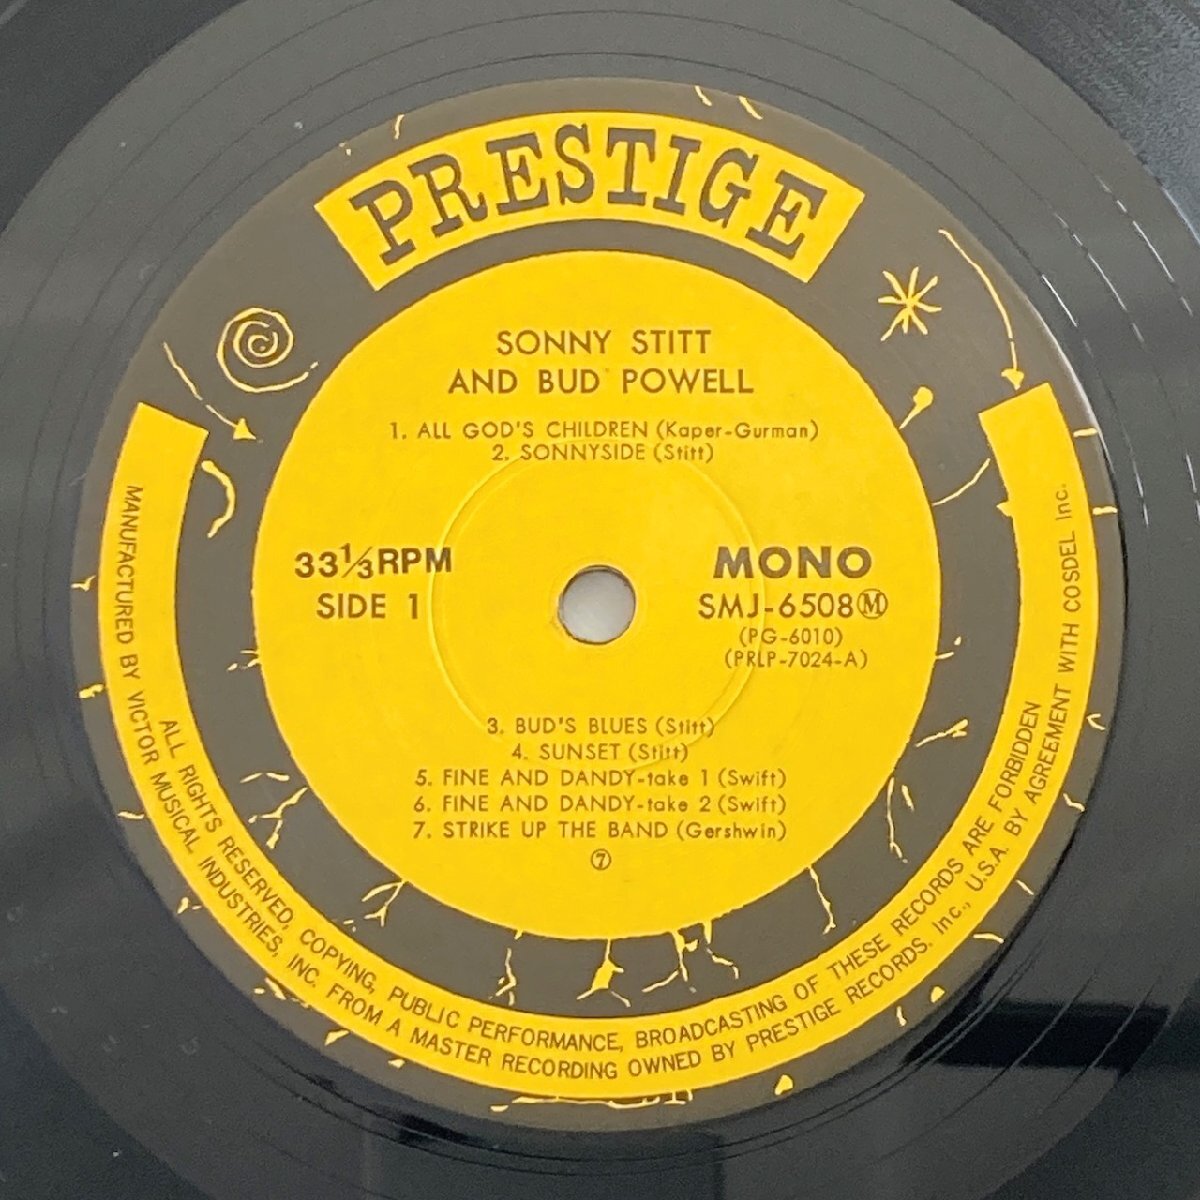 PRESTIGE
SONNY STITT
AND BUD POWELL
1. ALL GOD'S CHILDREN (Kaper-Gurman)
2. SONNYSIDE (Stitt)
33⅓ RPM
SIDE 1
MONO
SMJ-6508Ⓜ
(PG-6010)
(PRLP-7024-A)
3. BUD'S BLUES (Stitt)
4. SUNSET (Stitt)
5. FINE AND DANDY-take 1 (Swift)
6. FINE AND DANDY-take 2 (Swift)
7. STRIKE UP THE BAND (Gershwin)
⑦
ALL RIGHTS RESERVED, COPYING, PUBLIC PERFORMANCE, BROADCASTING OF THESE RECORDS ARE FORBIDDEN
MANUFACTURED BY VICTOR MUSICAL INDUSTRIES, INC. FROM A MASTER RECORDING OWNED BY PRESTIGE RECORDS. Inc., U.S.A. BY AGREEMENT WITH COSDEL Inc.